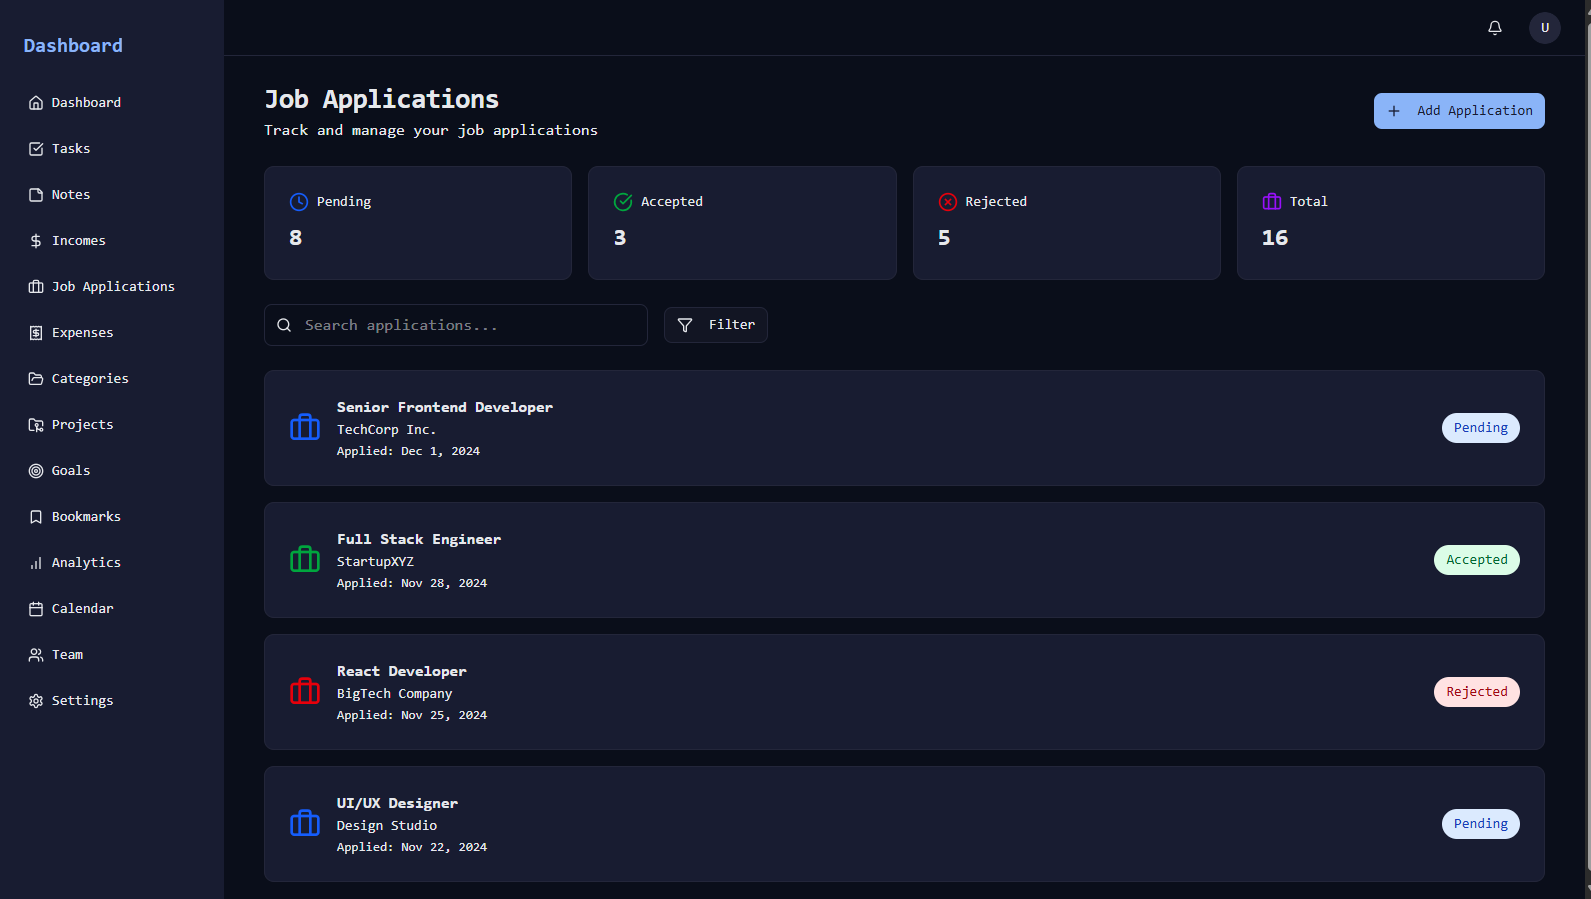 Dashboard
Dashboard
Tasks
Notes
Incomes
Job Applications
Expenses
Categories
Projects
Goals
Bookmarks
Analytics
Calendar
Team
Settings
U
Job Applications
Track and manage your job applications
Add Application
Pending
8
Accepted
3
Rejected
5
Total
16
Search applications...
Filter
Senior Frontend Developer
TechCorp Inc.
Applied: Dec 1, 2024
Pending
Full Stack Engineer
StartupXYZ
Applied: Nov 28, 2024
Accepted
React Developer
BigTech Company
Applied: Nov 25, 2024
Rejected
UI/UX Designer
Design Studio
Applied: Nov 22, 2024
Pending